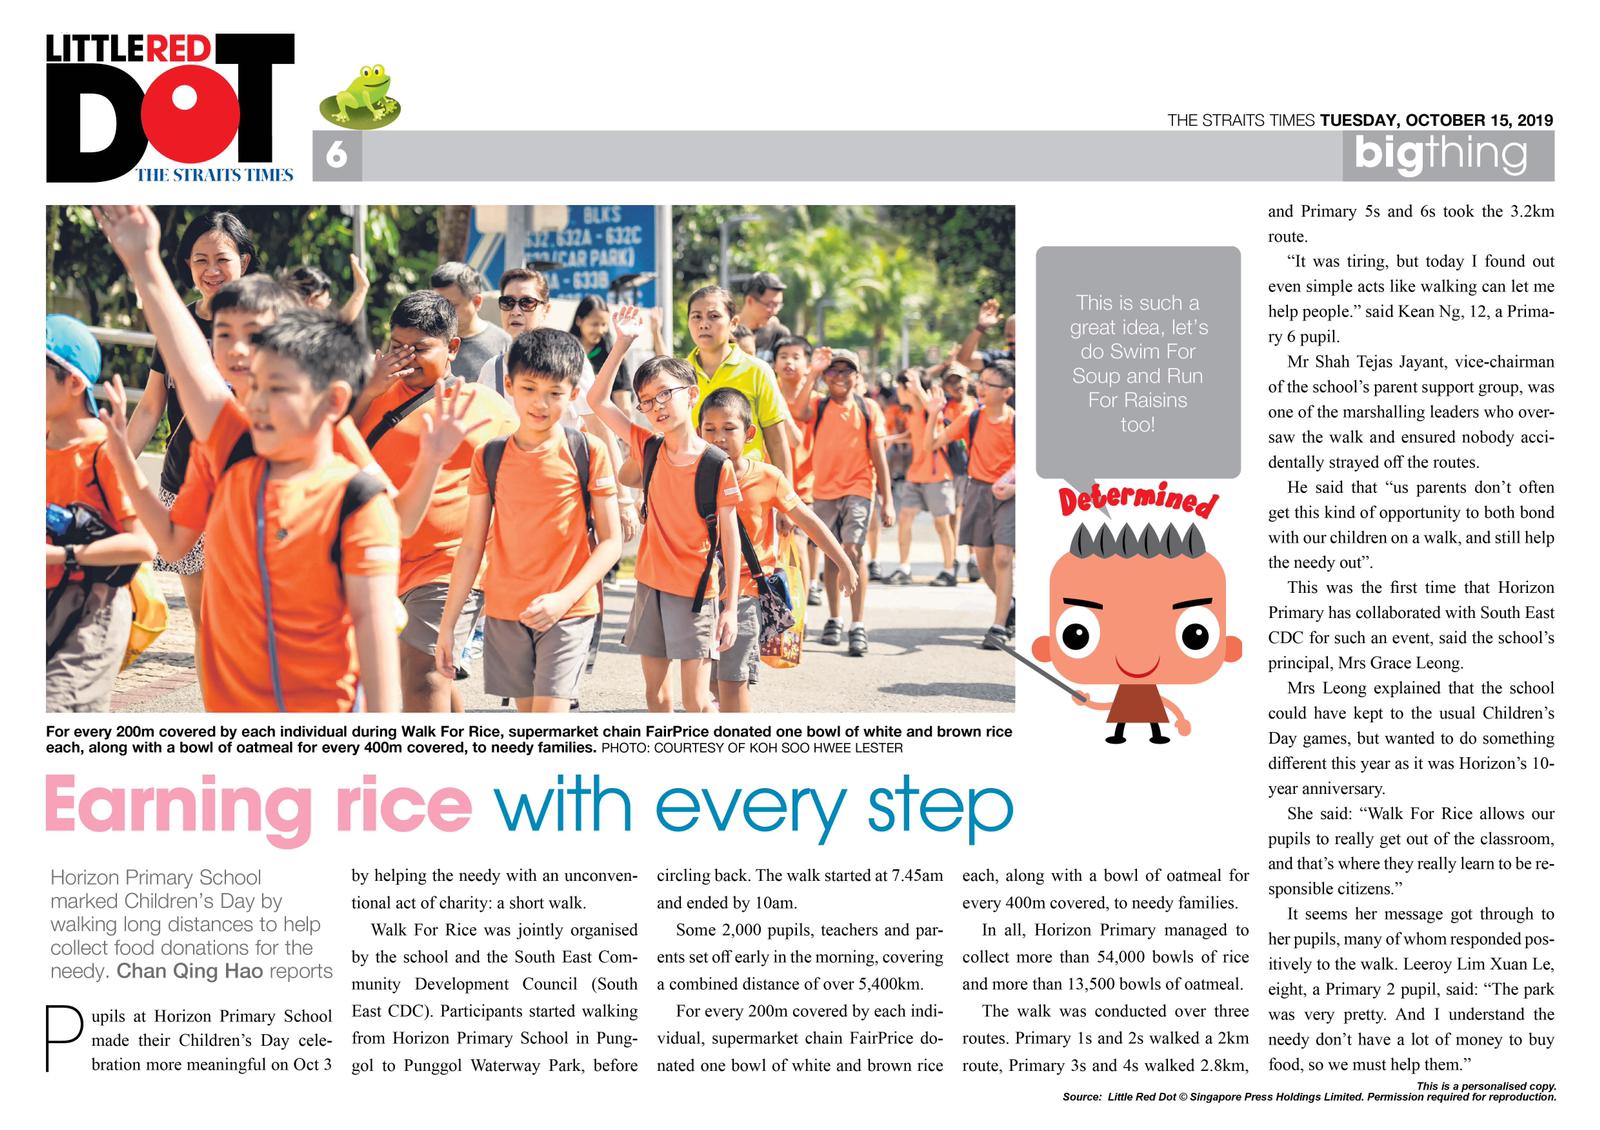 LITTLE RED
DOT
THE STRAITS TIMES
6
THE STRAITS TIMES TUESDAY, OCTOBER 15, 2019
bigthing
. BLKS
632, 632A - 632C
(CAR PARK)
- 633B
For every 200m covered by each individual during Walk For Rice, supermarket chain FairPrice donated one bowl of white and brown rice
each, along with a bowl of oatmeal for every 400m covered, to needy families. PHOTO: COURTESY OF KOH SOO HWEE LESTER
This is such a
great idea, let's
do Swim For
Soup and Run
For Raisins
too!
Determined
Earning rice with every step
Horizon Primary School
marked Children's Day by
walking long distances to help
collect food donations for the
needy. Chan Qing Hao reports
Pupils at Horizon Primary School
made their Children's Day cele-
bration more meaningful on Oct 3
by helping the needy with an unconven-
tional act of charity: a short walk.
Walk For Rice was jointly organised
by the school and the South East Com-
munity Development Council (South
East CDC). Participants started walking
from Horizon Primary School in Pung-
gol to Punggol Waterway Park, before
circling back. The walk started at 7.45am
and ended by 10am.
Some 2,000 pupils, teachers and par-
ents set off early in the morning, covering
a combined distance of over 5,400km.
For every 200m covered by each indi-
vidual, supermarket chain FairPrice do-
nated one bowl of white and brown rice
each, along with a bowl of oatmeal for
every 400m covered, to needy families.
In all, Horizon Primary managed to
collect more than 54,000 bowls of rice
and more than 13,500 bowls of oatmeal.
The walk was conducted over three
routes. Primary 1s and 2s walked a 2km
route, Primary 3s and 4s walked 2.8km,
and Primary 5s and 6s took the 3.2km
route.
“It was tiring, but today I found out
even simple acts like walking can let me
help people.” said Kean Ng, 12, a Prima-
ry 6 pupil.
Mr Shah Tejas Jayant, vice-chairman
of the school's parent support group, was
one of the marshalling leaders who over-
saw the walk and ensured nobody acci-
dentally strayed off the routes.
He said that “us parents don't often
get this kind of opportunity to both bond
with our children on a walk, and still help
the needy out”.
This was the first time that Horizon
Primary has collaborated with South East
CDC for such an event, said the school's
principal, Mrs Grace Leong.
Mrs Leong explained that the school
could have kept to the usual Children's
Day games, but wanted to do something
different this year as it was Horizon's 10-
year anniversary.
She said: “Walk For Rice allows our
pupils to really get out of the classroom,
and that's where they really learn to be re-
sponsible citizens.”
It seems her message got through to
her pupils, many of whom responded pos-
itively to the walk. Leeroy Lim Xuan Le,
eight, a Primary 2 pupil, said: “The park
was very pretty. And I understand the
needy don't have a lot of money to buy
food, so we must help them.”
This is a personalised copy.
Source: Little Red Dot © Singapore Press Holdings Limited. Permission required for reproduction.